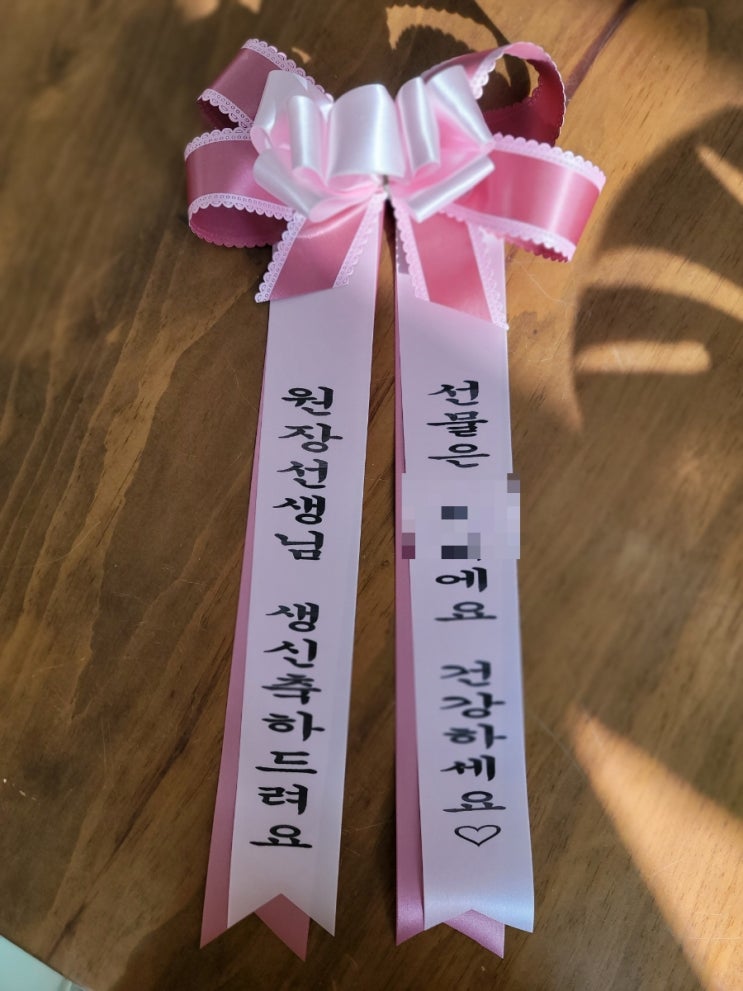 원장선생님 생신축하드려요
선물은 에요 건강하세요♡